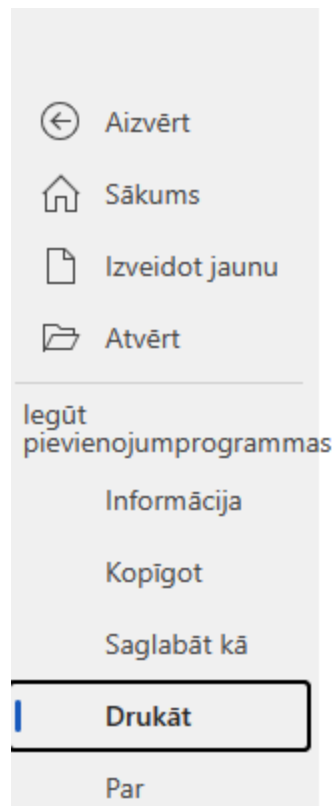 Aizvērt
Sākums
Izveidot jaunu
Atvērt
Iegūt
pievienojumprogrammas
Informācija
Kopīgot
Saglabāt kā
Drukāt
Par